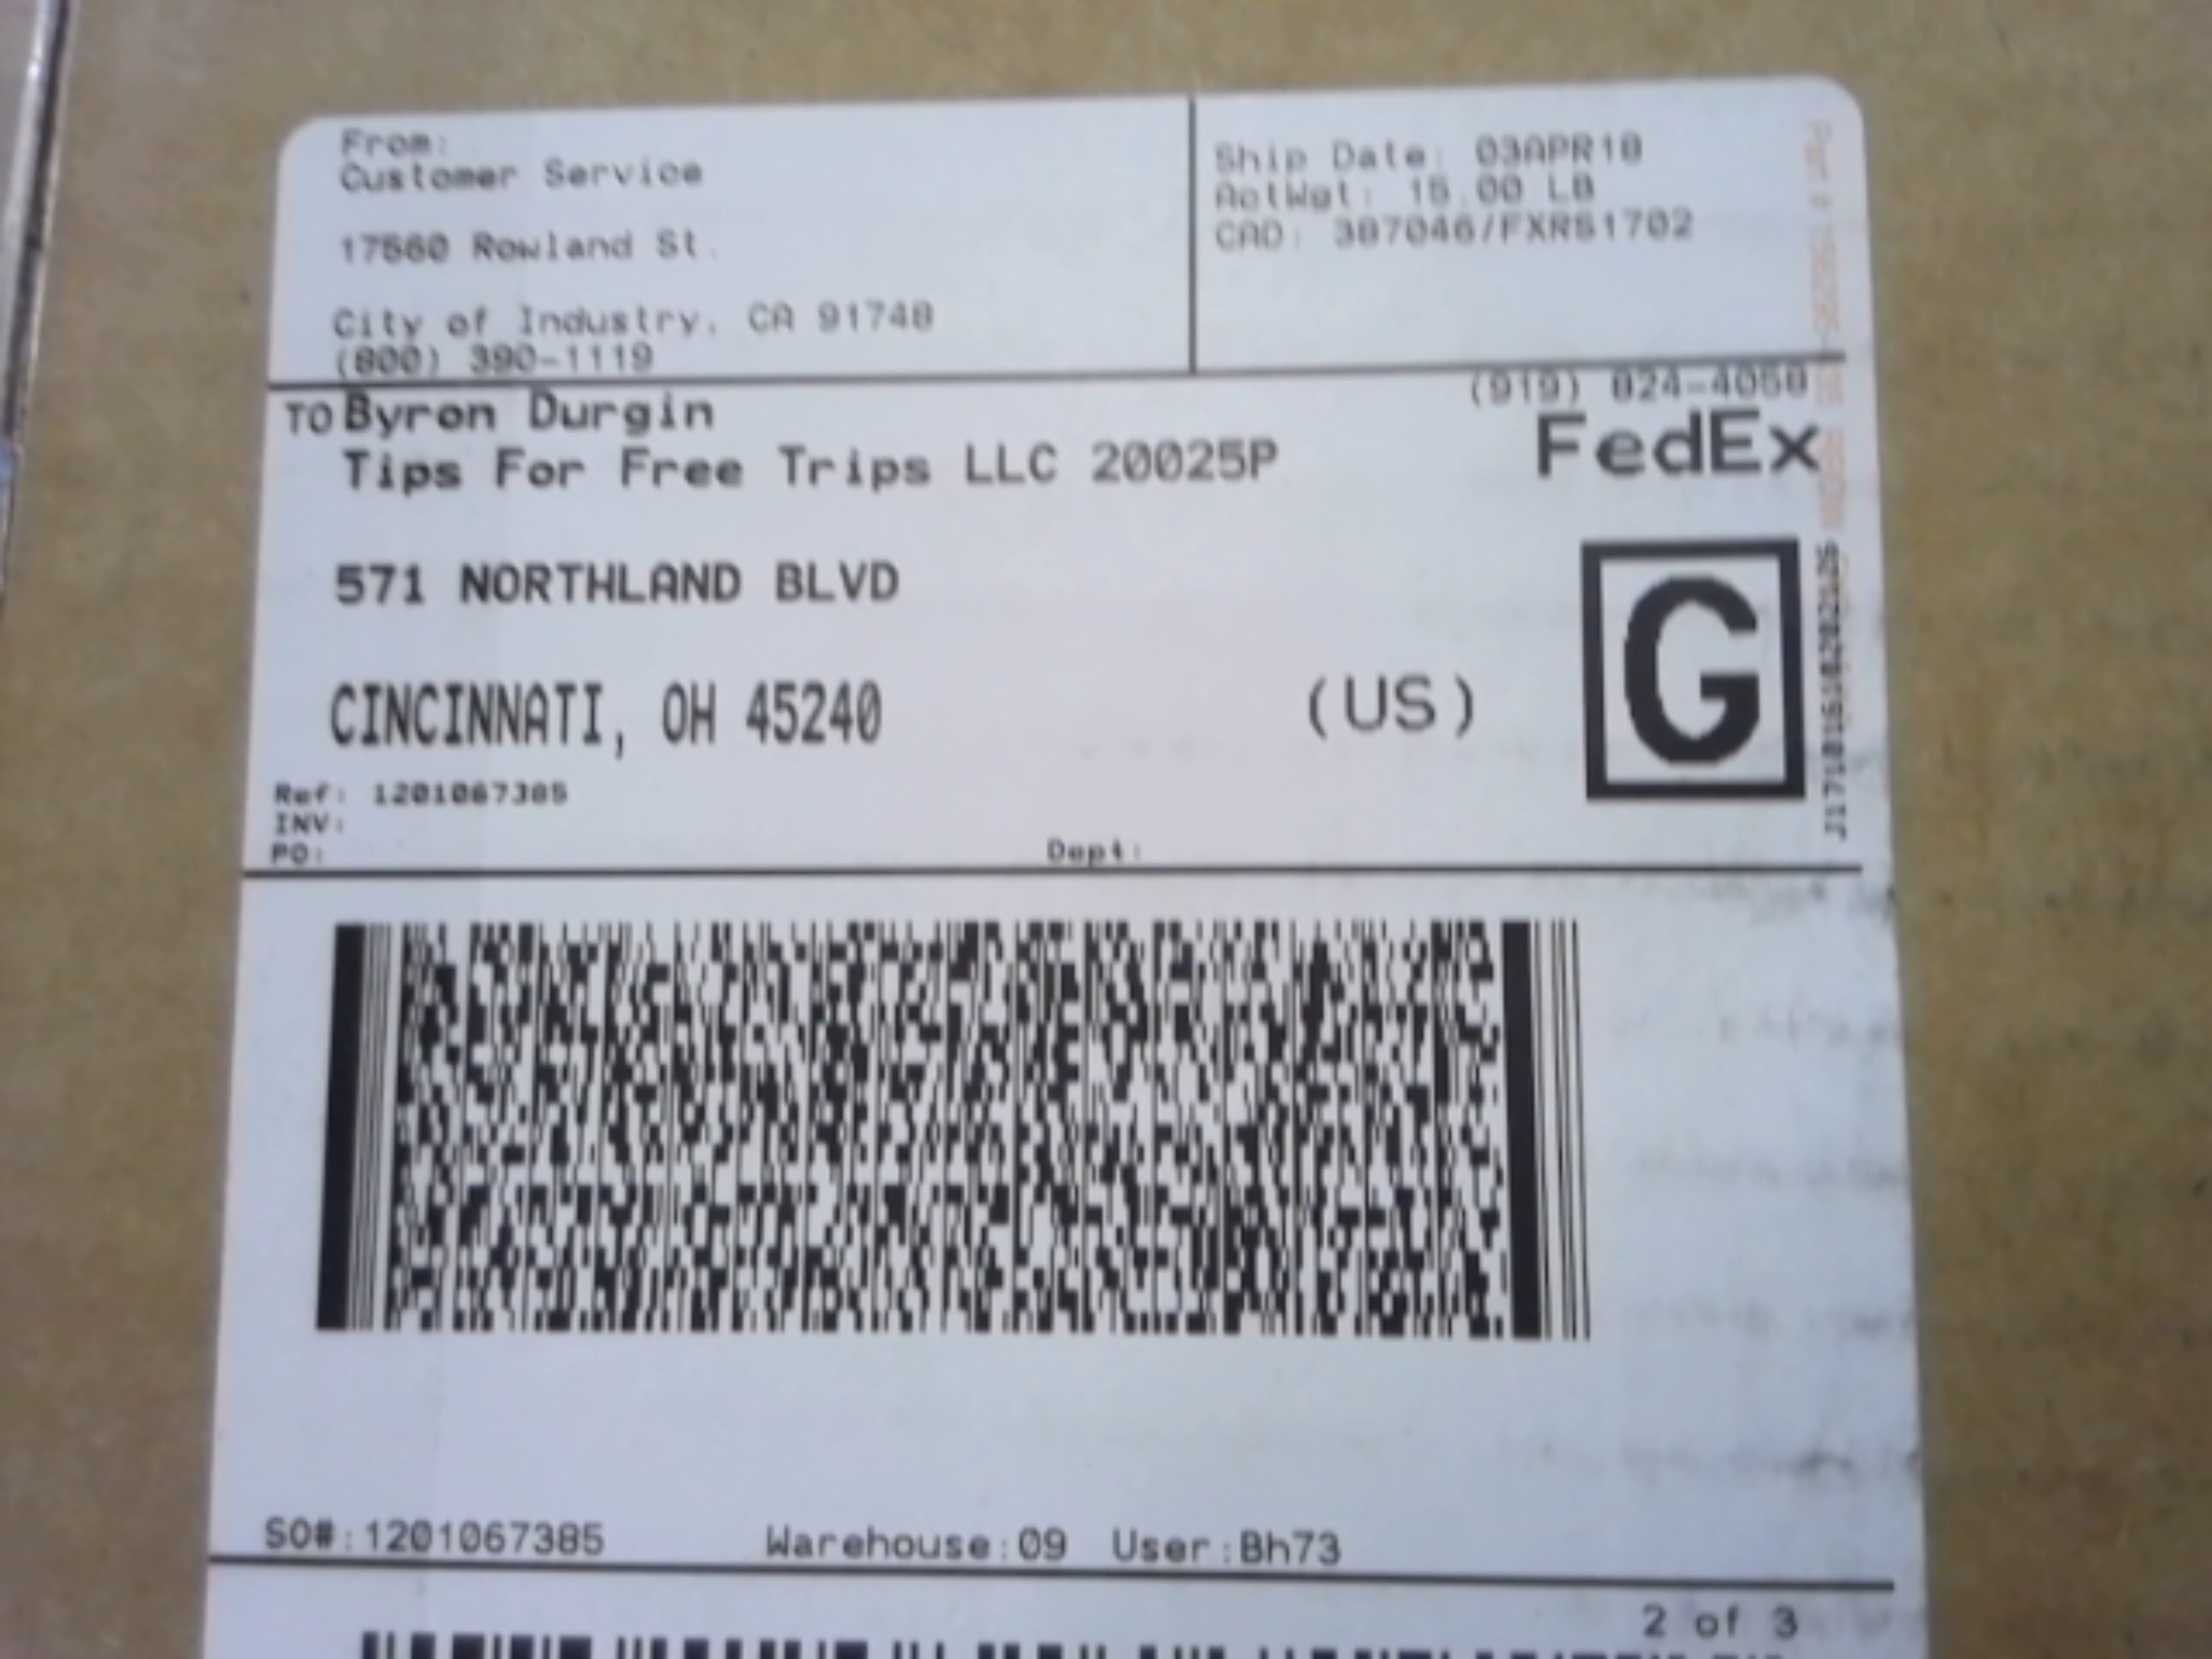 From:
Customer Service
17560 Rowland St.
City of Industry, CA 91748
(800) 390-1119
Ship Date: 03APR18
ActWgt: 15.00 LB
CAD: 387046/FXRS1702
(919) 824-4058
TO Byron Durgin
Tips For Free Trips LLC 20025P
FedEx
571 NORTHLAND BLVD
CINCINNATI, OH 45240
(US)
G
Ref: 1201067385
INV:
PO:
Dept:
SO#:1201067385 Warehouse:09 User:Bh73
2 of 3